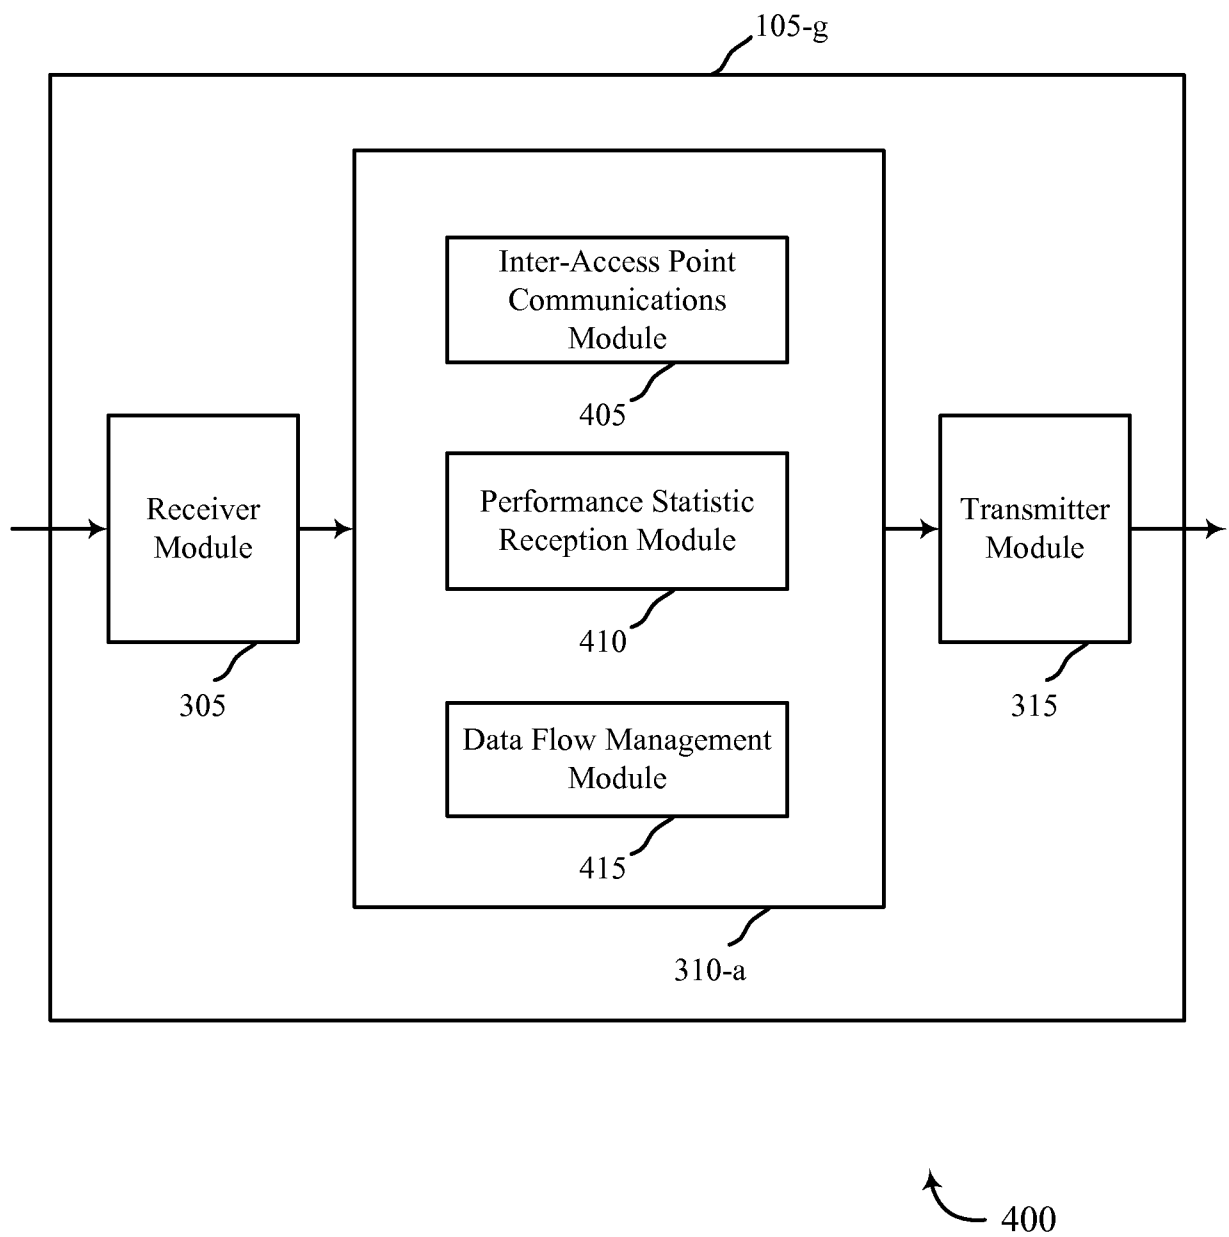 105-g
Inter-Access Point
Communications
Module
405
Receiver
Module
305
Performance Statistic
Reception Module
410
Transmitter
Module
315
Data Flow Management
Module
415
310-a
400